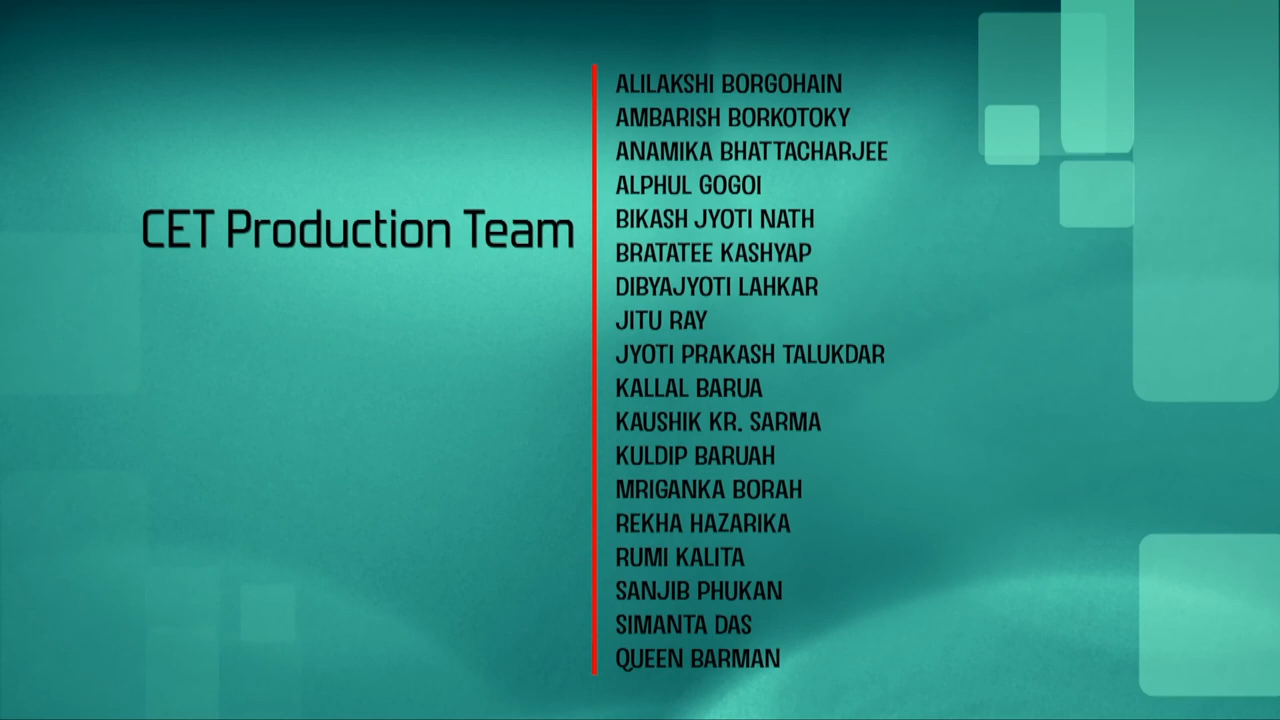 CET Production Team
ALILAKSHI BORGOHAIN
AMBARISH BORKOTOKY
ANAMIKA BHATTACHARJEE
ALPHUL GOGOI
BIKASH JYOTI NATH
BRATATEE KASHYAP
DIBYAJYOTI LAHKAR
JITU RAY
JYOTI PRAKASH TALUKDAR
KALLAL BARUA
KAUSHIK KR. SARMA
KULDIP BARUAH
MRIGANKA BORAH
REKHA HAZARIKA
RUMI KALITA
SANJIB PHUKAN
SIMANTA DAS
QUEEN BARMAN